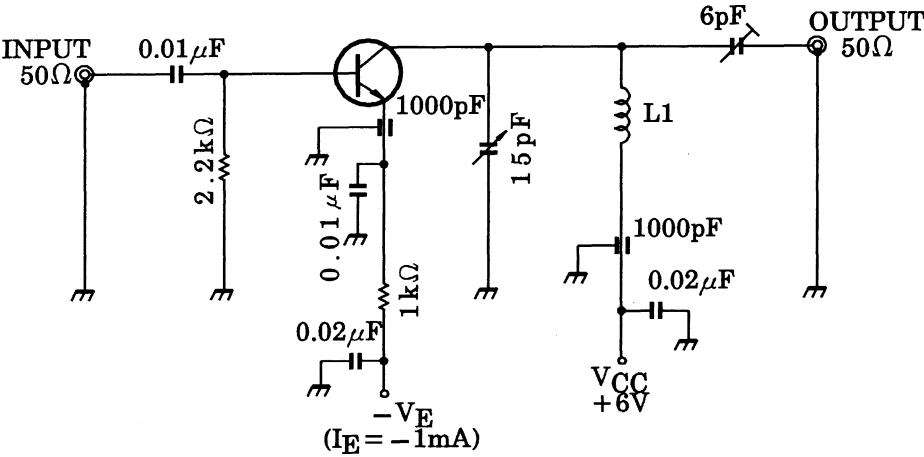 INPUT
50Ω
0.01μF
2.2kΩ
1000pF
0.01μF
1kΩ
0.02μF
−VE
(IE = −1mA)
15pF
6pF
OUTPUT
50Ω
L1
1000pF
0.02μF
VCC
+6V